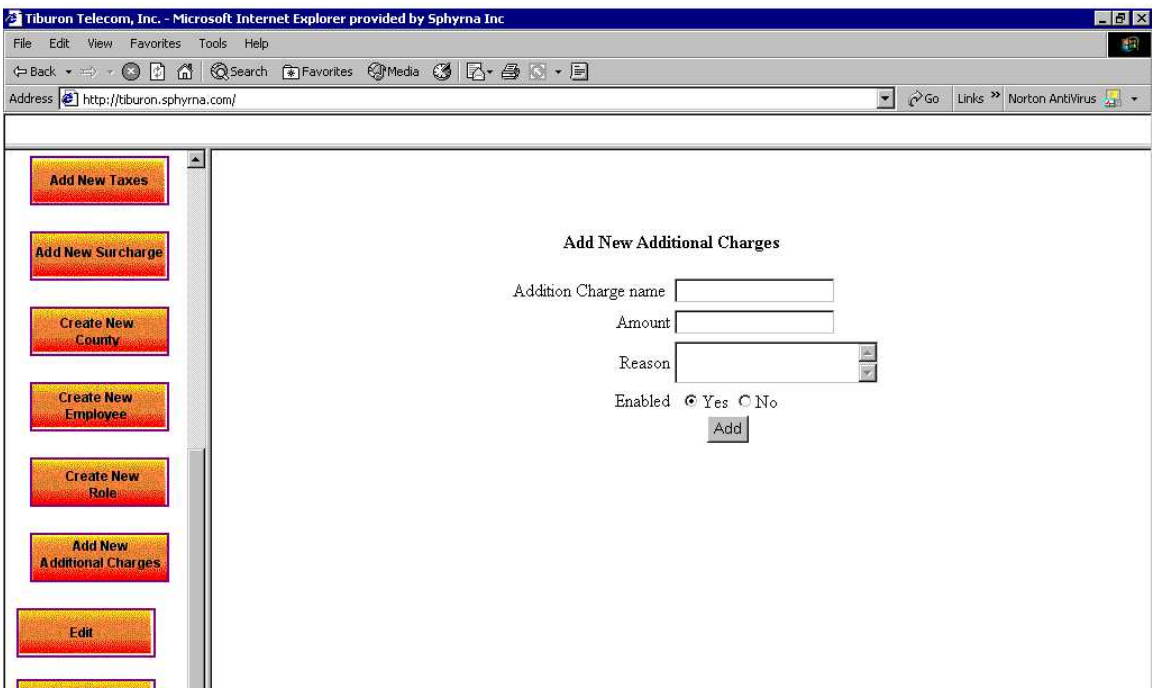 Tiburon Telecom, Inc. - Microsoft Internet Explorer provided by Sphyrna Inc
File Edit View Favorites Tools Help
Back Search Favorites Media
Address http://tiburon.sphyrna.com/ Go Links » Norton AntiVirus
Add New Taxes
Add New Surcharge
Create New
County
Create New
Employee
Create New
Role
Add New
Additional Charges
Edit
Add New Additional Charges
Addition Charge name
Amount
Reason
Enabled Yes No
Add